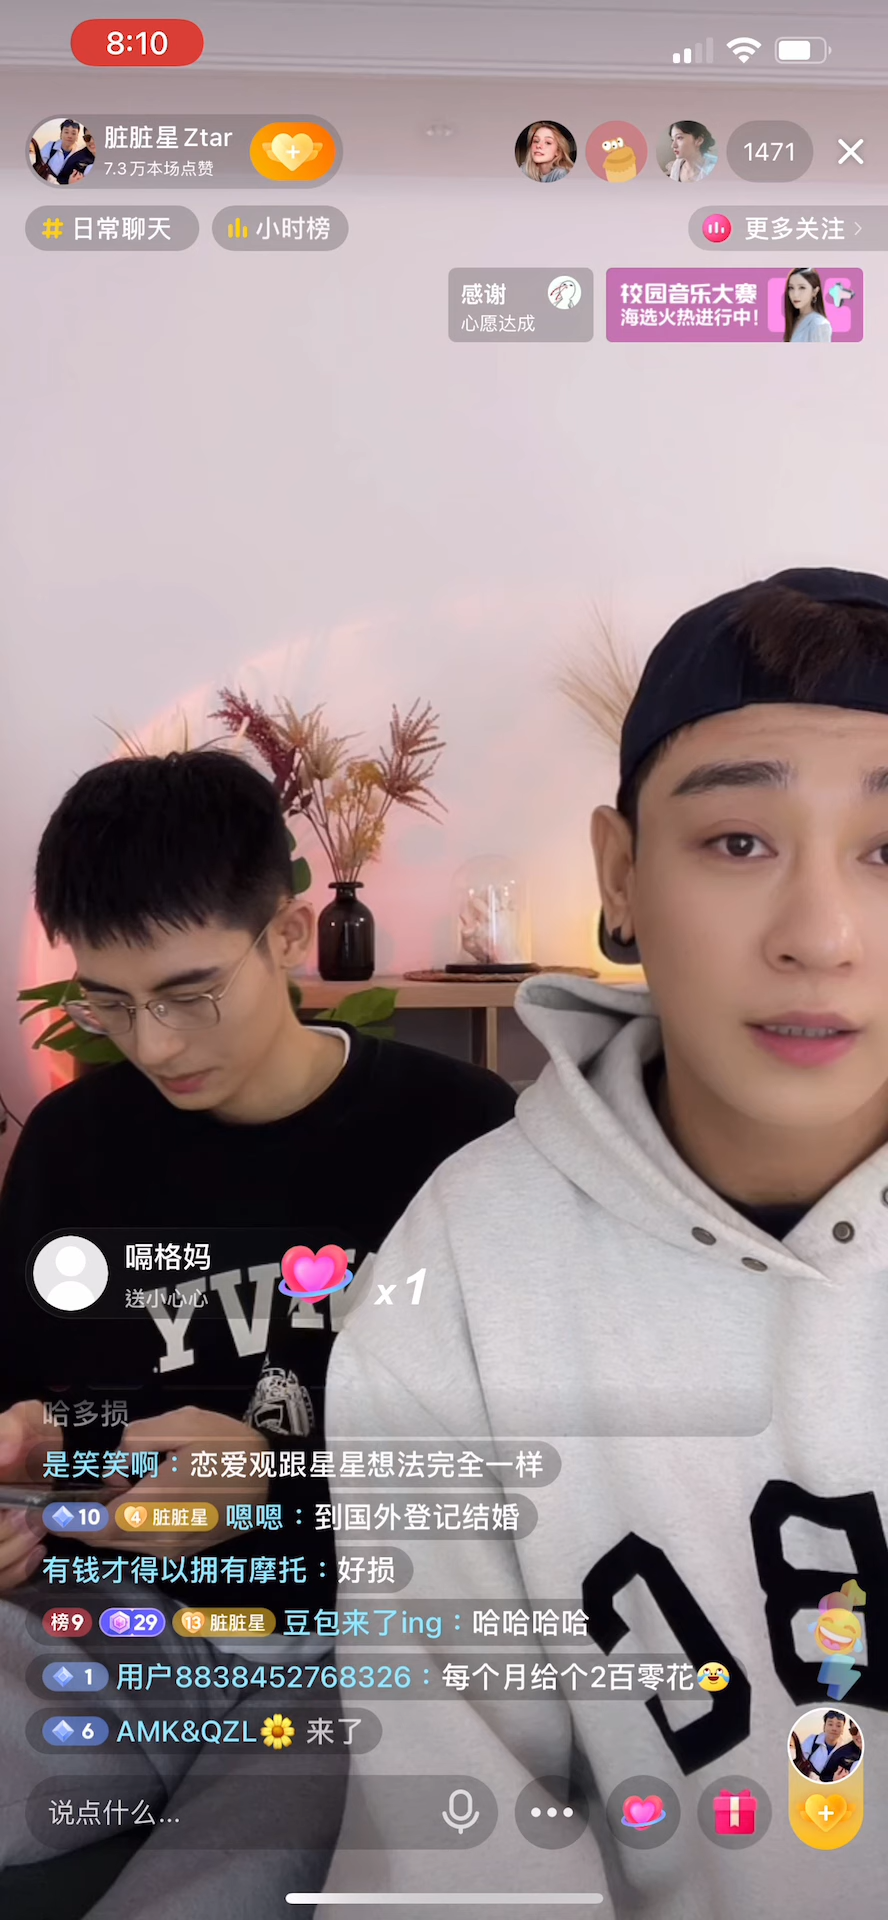 8:10
脏脏星Ztar
7.3万本场点赞
1471
日常聊天
小时榜
更多关注
感谢
心愿达成
校园音乐大赛
海选火热进行中!
嗝格妈
送小心心
x 1
YV
哈多损
是笑笑啊：恋爱观跟星星想法完全一样
10 4 脏脏星 嗯嗯：到国外登记结婚
有钱才得以拥有摩托：好损
榜9 29 13 脏脏星 豆包来了ing：哈哈哈哈
1 用户8838452768326：每个月给个2百零花😂
6 AMK&QZL🌼 来了
说点什么...